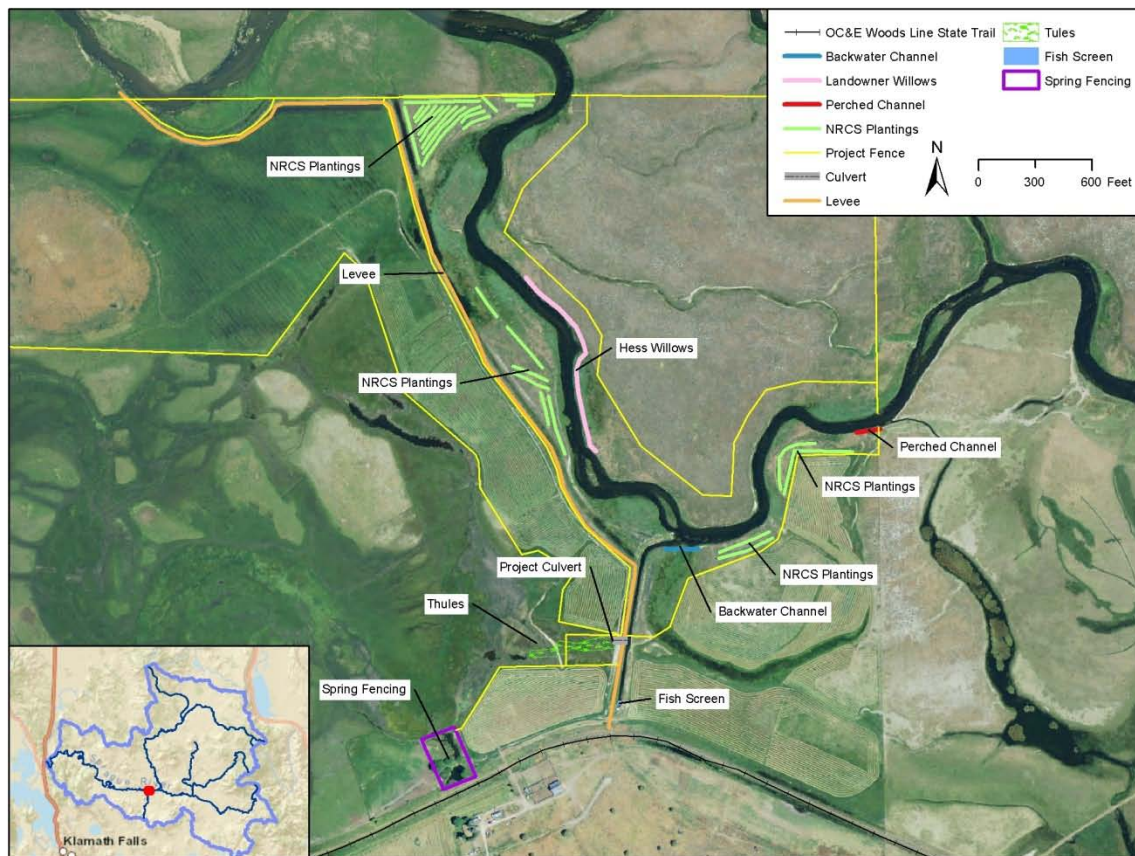 OC&E Woods Line State Trail
Backwater Channel
Landowner Willows
Perched Channel
NRCS Plantings
Project Fence
Culvert
Levee
Tules
Fish Screen
Spring Fencing
N
0 300 600 Feet
NRCS Plantings
Levee
Hess Willows
NRCS Plantings
Perched Channel
NRCS Plantings
Project Culvert
NRCS Plantings
Thules
Backwater Channel
Spring Fencing
Fish Screen
Klamath Falls